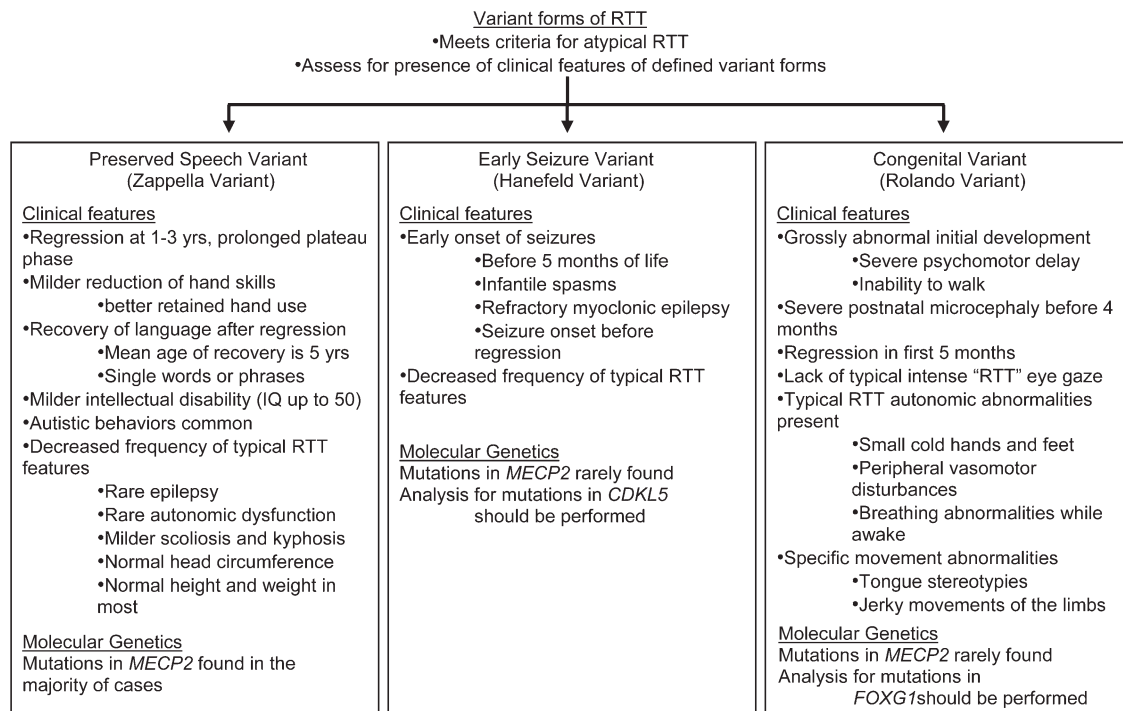 Variant forms of RTT
•Meets criteria for atypical RTT
•Assess for presence of clinical features of defined variant forms
Preserved Speech Variant
(Zappella Variant)
Clinical features
•Regression at 1-3 yrs, prolonged plateau
phase
•Milder reduction of hand skills
•better retained hand use
•Recovery of language after regression
•Mean age of recovery is 5 yrs
•Single words or phrases
•Milder intellectual disability (IQ up to 50)
•Autistic behaviors common
•Decreased frequency of typical RTT
features
•Rare epilepsy
•Rare autonomic dysfunction
•Milder scoliosis and kyphosis
•Normal head circumference
•Normal height and weight in
most
Molecular Genetics
Mutations in MECP2 found in the
majority of cases
Early Seizure Variant
(Hanefeld Variant)
Clinical features
•Early onset of seizures
•Before 5 months of life
•Infantile spasms
•Refractory myoclonic epilepsy
•Seizure onset before
regression
•Decreased frequency of typical RTT
features
Molecular Genetics
Mutations in MECP2 rarely found
Analysis for mutations in CDKL5
should be performed
Congenital Variant
(Rolando Variant)
Clinical features
•Grossly abnormal initial development
•Severe psychomotor delay
•Inability to walk
•Severe postnatal microcephaly before 4
months
•Regression in first 5 months
•Lack of typical intense “RTT” eye gaze
•Typical RTT autonomic abnormalities
present
•Small cold hands and feet
•Peripheral vasomotor
disturbances
•Breathing abnormalities while
awake
•Specific movement abnormalities
•Tongue stereotypies
•Jerky movements of the limbs
Molecular Genetics
Mutations in MECP2 rarely found
Analysis for mutations in
FOXG1should be performed